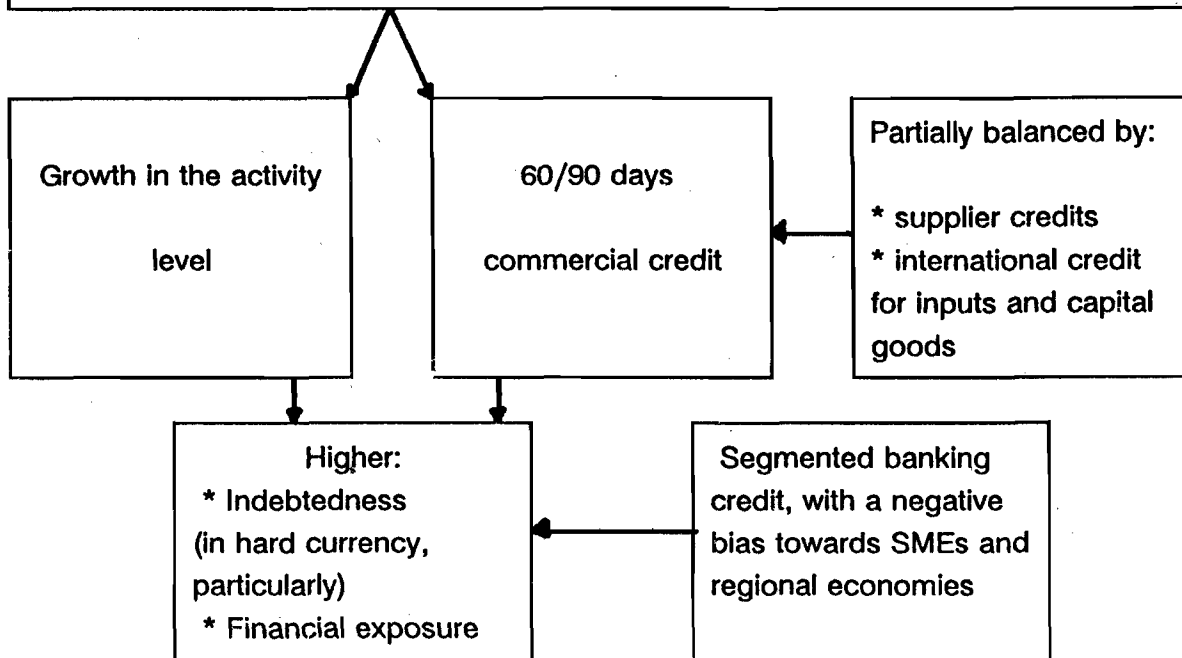 Growth in the activity
level
60/90 days
commercial credit
Partially balanced by:
* supplier credits
* international credit
for inputs and capital
goods
Higher:
* Indebtedness
(in hard currency,
particularly)
* Financial exposure
Segmented banking
credit, with a negative
bias towards SMEs and
regional economies